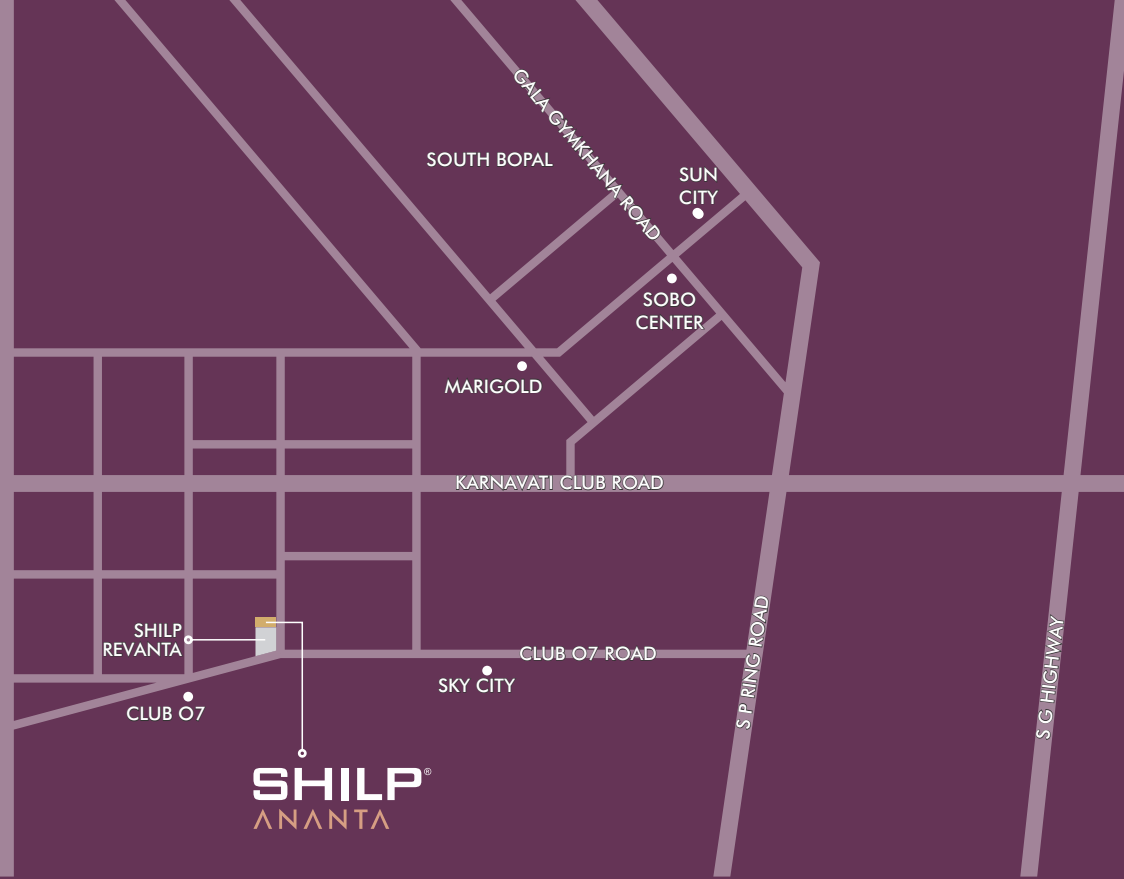 GALA GYMKHANA ROAD
SOUTH BOPAL
SUN
CITY
SOBO
CENTER
MARIGOLD
KARNAVATI CLUB ROAD
SHILP
REVANTA
CLUB O7 ROAD
SKY CITY
CLUB O7
S P RING ROAD
S G HIGHWAY
SHILP®
ANANTA